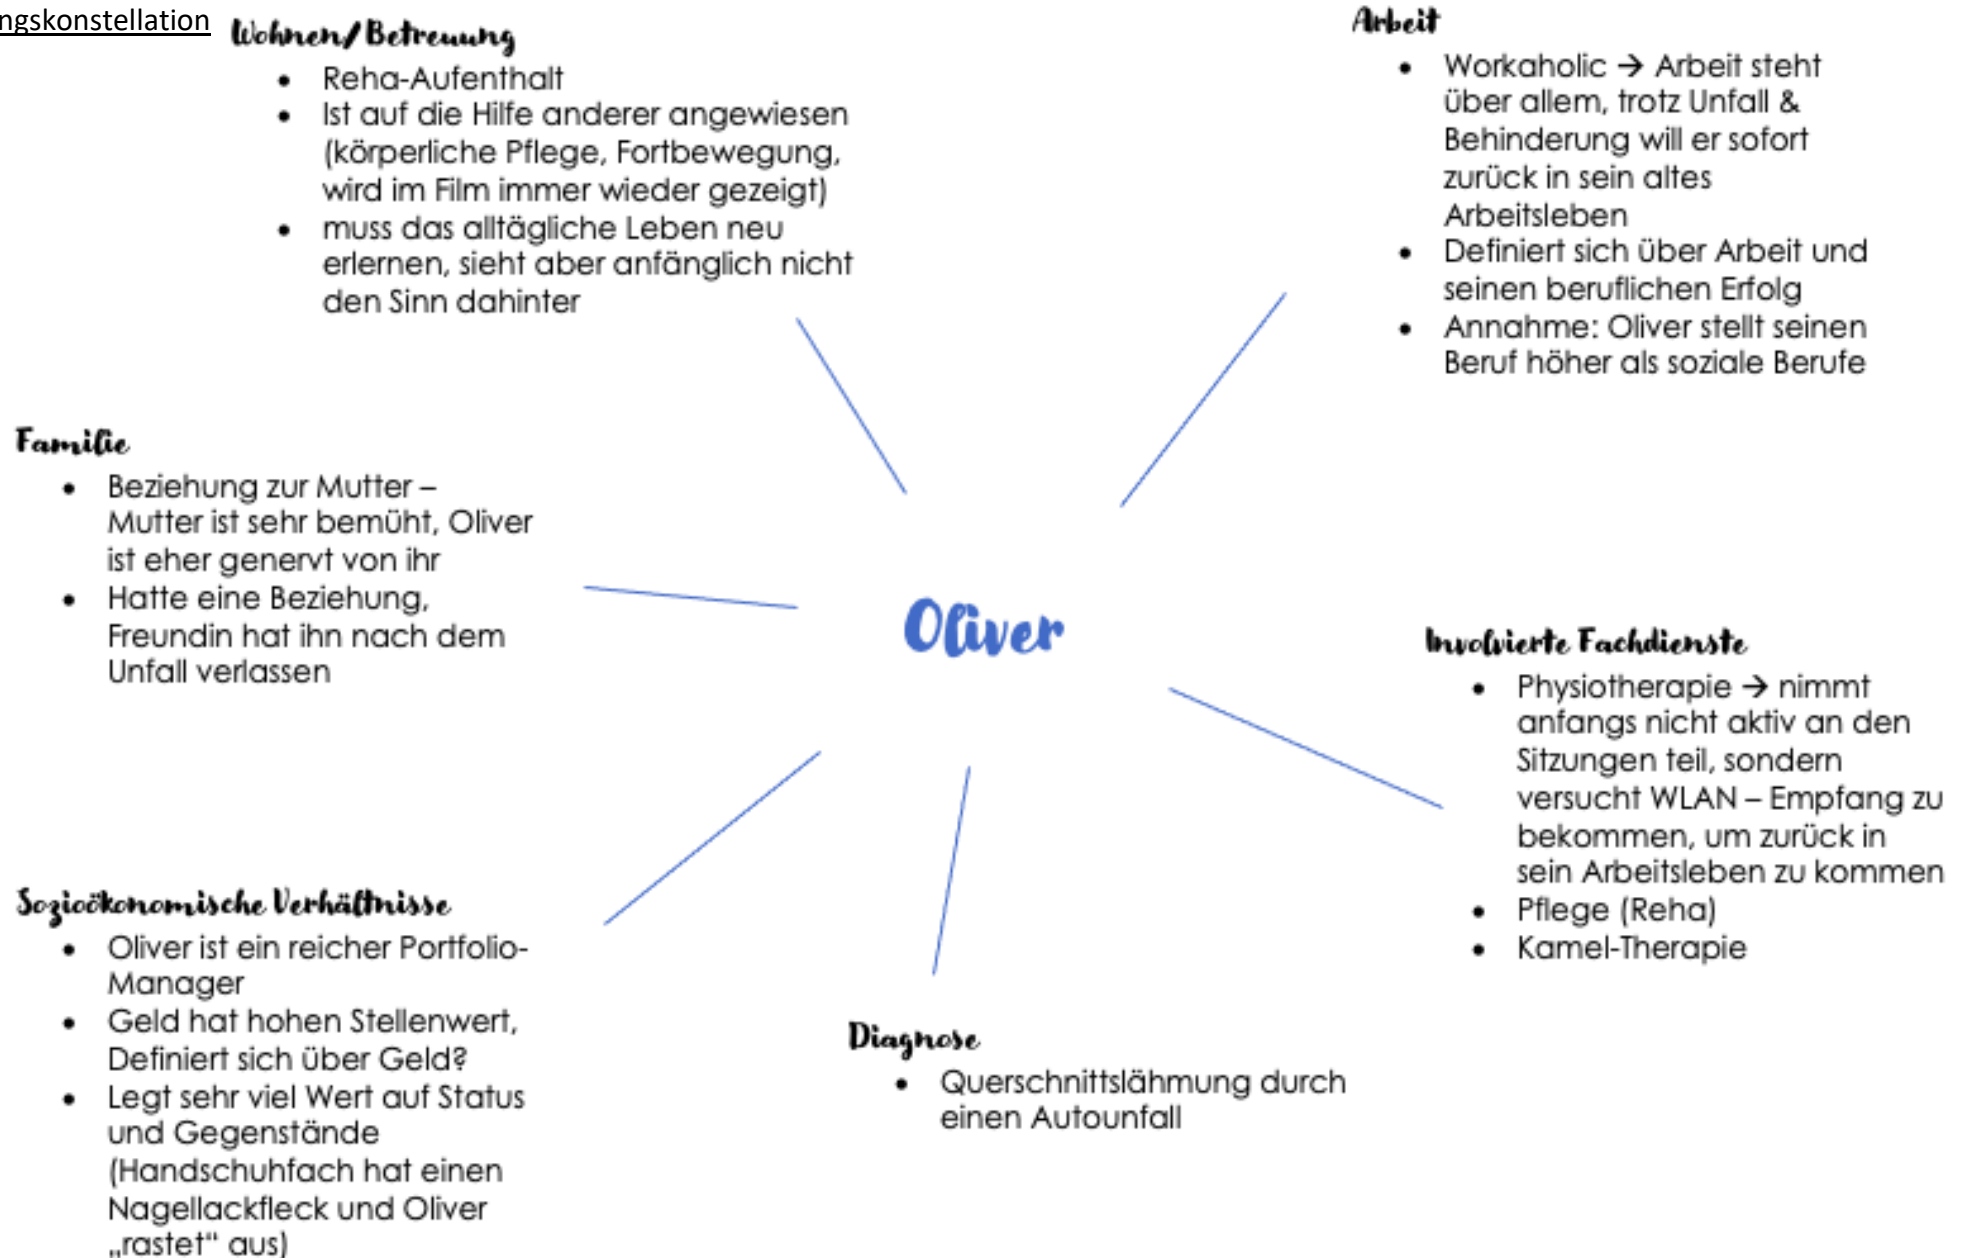 ngskonstellation
Wohnen/Betreuung
• Reha-Aufenthalt
• Ist auf die Hilfe anderer angewiesen
(körperliche Pflege, Fortbewegung,
wird im Film immer wieder gezeigt)
• muss das alltägliche Leben neu
erlernen, sieht aber anfänglich nicht
den Sinn dahinter
Arbeit
• Workaholic → Arbeit steht
über allem, trotz Unfall &
Behinderung will er sofort
zurück in sein altes
Arbeitsleben
• Definiert sich über Arbeit und
seinen beruflichen Erfolg
• Annahme: Oliver stellt seinen
Beruf höher als soziale Berufe
Familie
• Beziehung zur Mutter –
Mutter ist sehr bemüht, Oliver
ist eher genervt von ihr
• Hatte eine Beziehung,
Freundin hat ihn nach dem
Unfall verlassen
Oliver
Involvierte Fachdienste
• Physiotherapie → nimmt
anfangs nicht aktiv an den
Sitzungen teil, sondern
versucht WLAN – Empfang zu
bekommen, um zurück in
sein Arbeitsleben zu kommen
• Pflege (Reha)
• Kamel-Therapie
Sozioökonomische Verhältnisse
• Oliver ist ein reicher Portfolio-
Manager
• Geld hat hohen Stellenwert,
Definiert sich über Geld?
• Legt sehr viel Wert auf Status
und Gegenstände
(Handschuhfach hat einen
Nagellackfleck und Oliver
„rastet“ aus)
Diagnose
• Querschnittslähmung durch
einen Autounfall